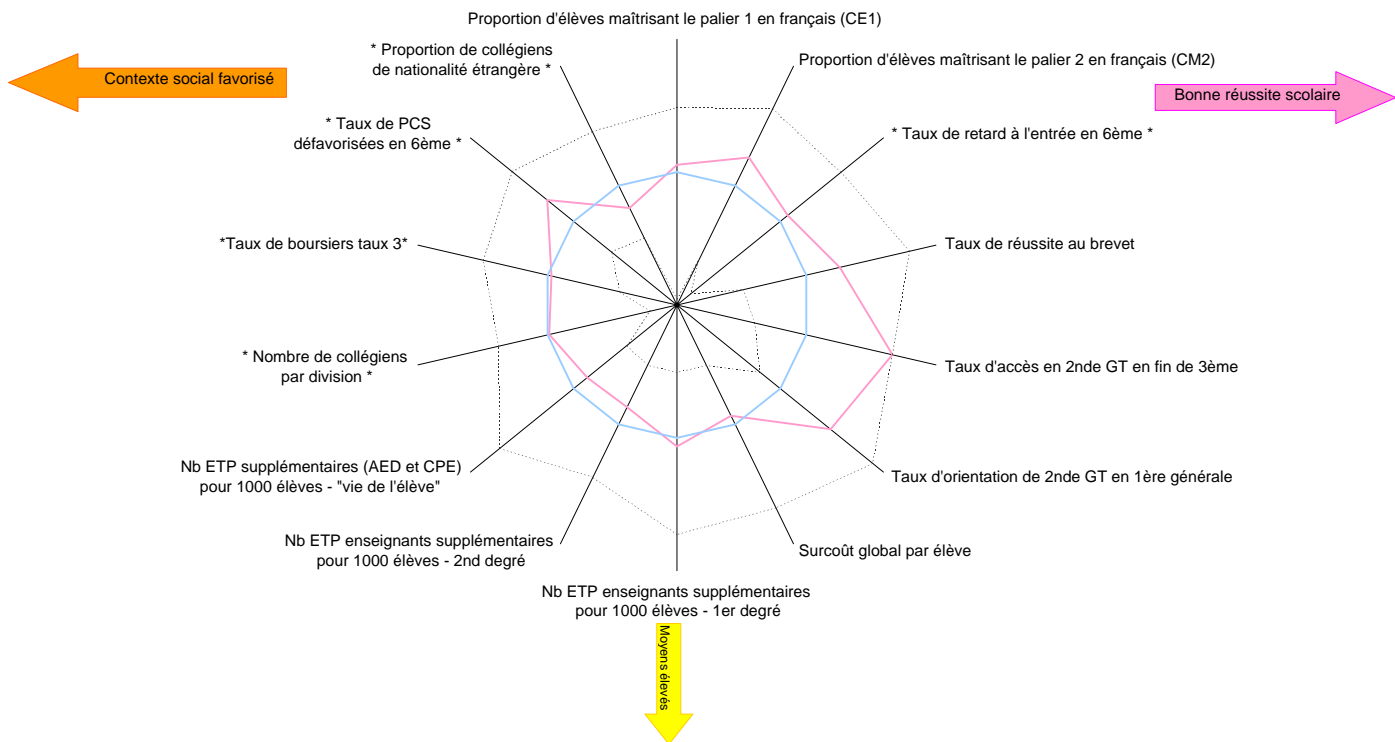 Proportion d'élèves maîtrisant le palier 1 en français (CE1)
* Proportion de collégiens
de nationalité étrangère *
Proportion d'élèves maîtrisant le palier 2 en français (CM2)
Contexte social favorisé
Bonne réussite scolaire
* Taux de PCS
défavorisées en 6ème *
* Taux de retard à l'entrée en 6ème *
*Taux de boursiers taux 3*
Taux de réussite au brevet
* Nombre de collégiens
par division *
Taux d'accès en 2nde GT en fin de 3ème
Nb ETP supplémentaires (AED et CPE)
pour 1000 élèves - "vie de l'élève"
Taux d'orientation de 2nde GT en 1ère générale
Nb ETP enseignants supplémentaires
pour 1000 élèves - 2nd degré
Surcoût global par élève
Nb ETP enseignants supplémentaires
pour 1000 élèves - 1er degré
Moyens élevés